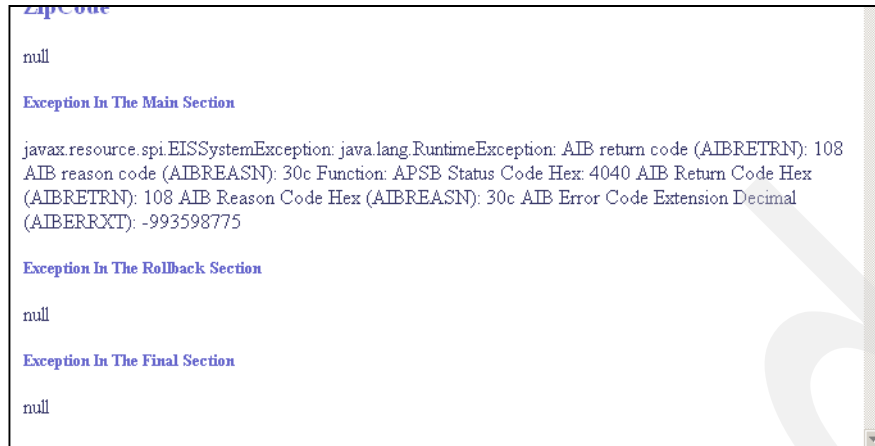 ZipCode
null
Exception In The Main Section
javax.resource.spi.EISSystemException: java.lang.RuntimeException: AIB return code (AIBRETRN): 108
AIB reason code (AIBREASN): 30c Function: APSB Status Code Hex: 4040 AIB Return Code Hex
(AIBRETRN): 108 AIB Reason Code Hex (AIBREASN): 30c AIB Error Code Extension Decimal
(AIBERRXT): -993598775
Exception In The Rollback Section
null
Exception In The Final Section
null